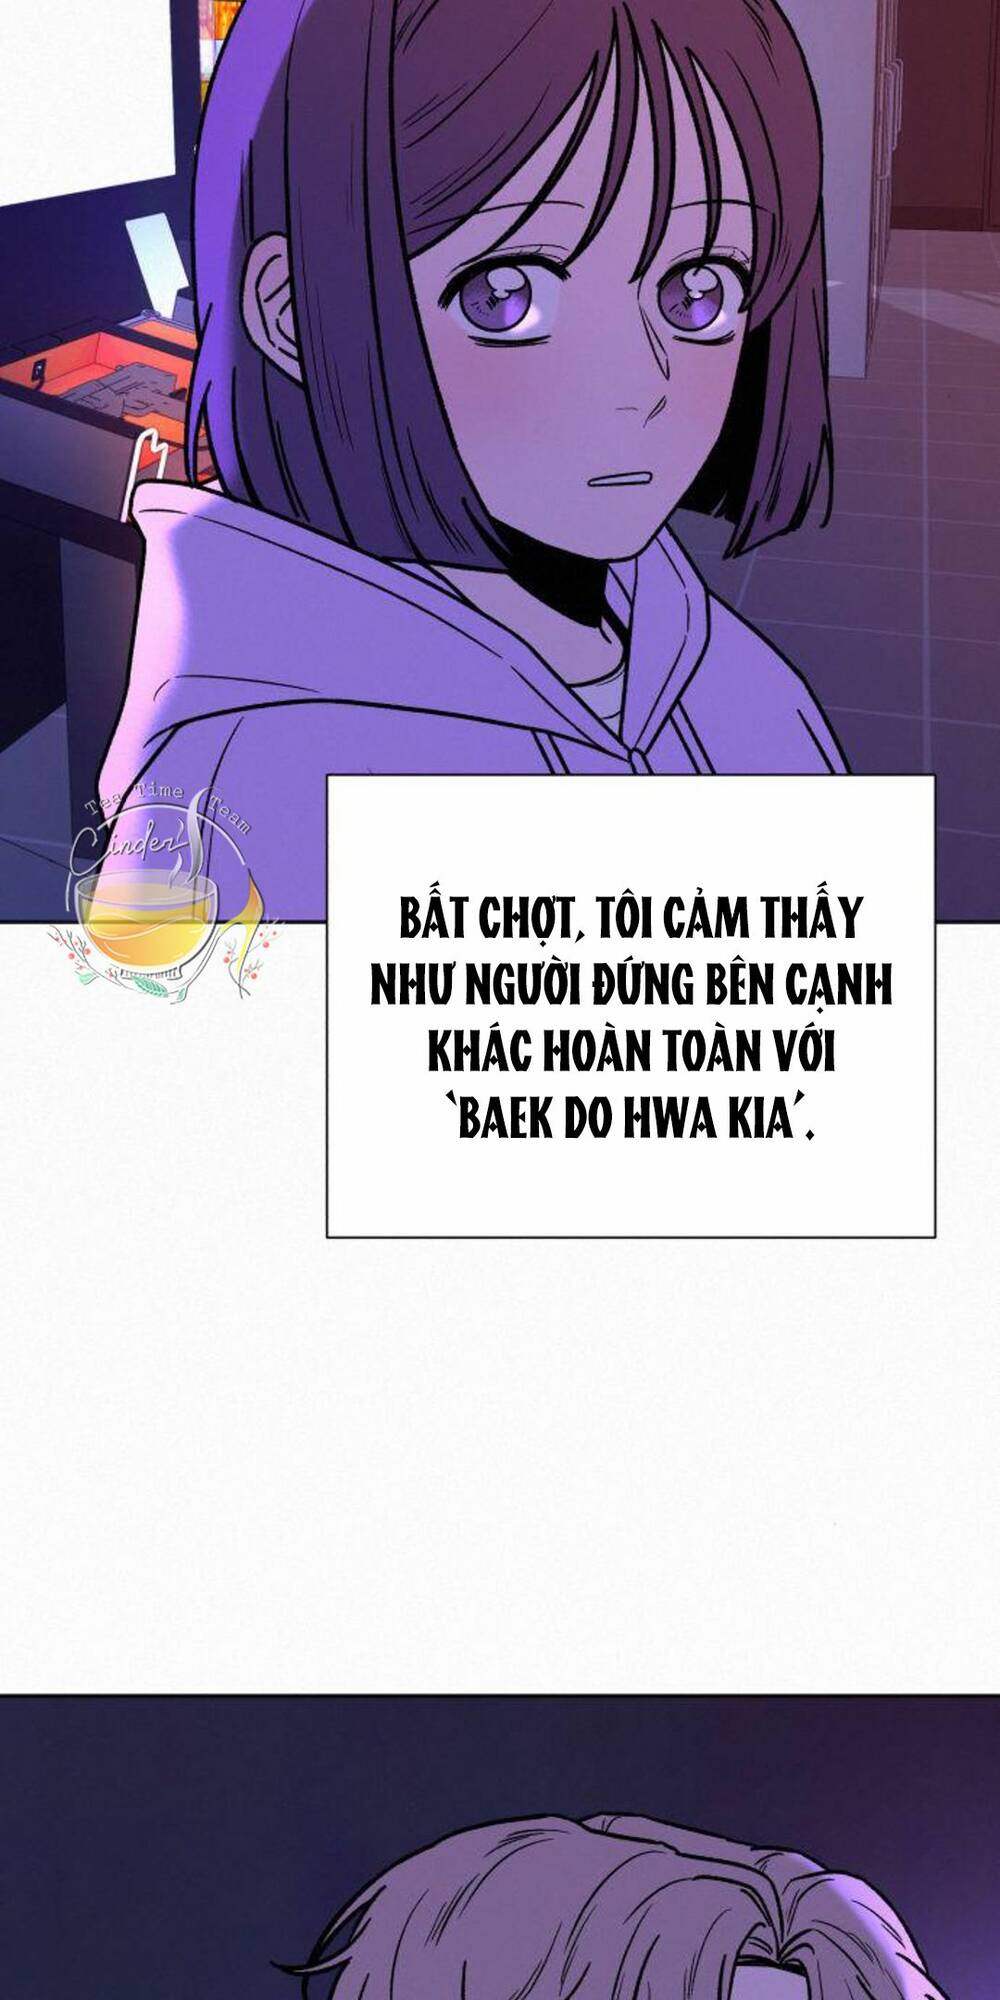 Tea Time Team
Cinder's
BẤT CHỢT, TÔI CẢM THẤY
NHƯ NGƯỜI ĐỨNG BÊN CẠNH
KHÁC HOÀN TOÀN VỚI
‘BAEK DO HWA KIA’.